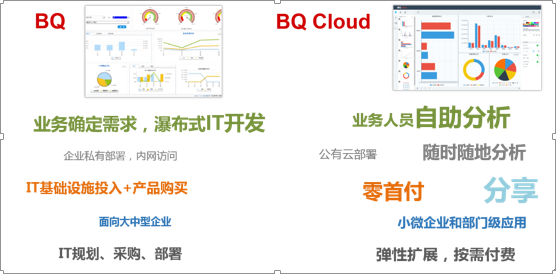 BQ
业务确定需求，瀑布式IT开发
企业私有部署，内网访问
IT基础设施投入+产品购买
面向大中型企业
IT规划、采购、部署
BQ Cloud
业务人员自助分析
公有云部署 随时随地分析
零首付 分享
小微企业和部门级应用
弹性扩展，按需付费